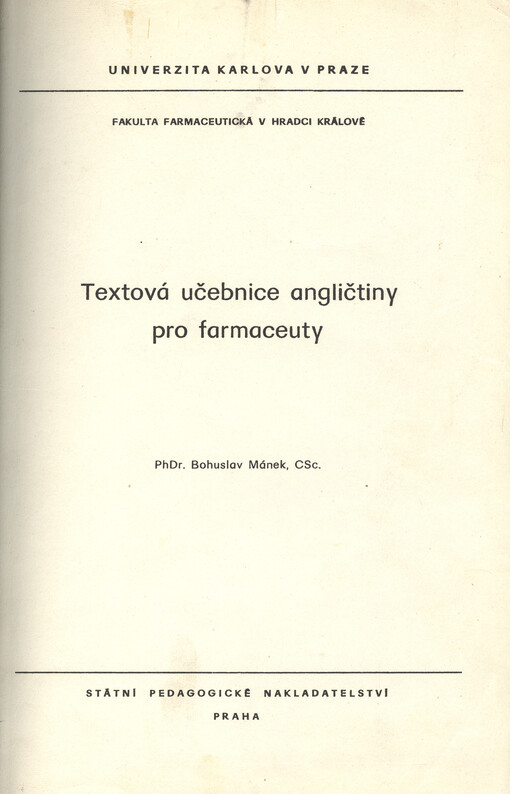 UNIVERZITA KARLOVA V PRAZE
FAKULTA FARMACEUTICKÁ V HRADCI KRÁLOVÉ
Textová učebnice angličtiny
pro farmaceuty
PhDr. Bohuslav Mánek, CSc.
STÁTNÍ PEDAGOGICKÉ NAKLADATELSTVÍ
PRAHA